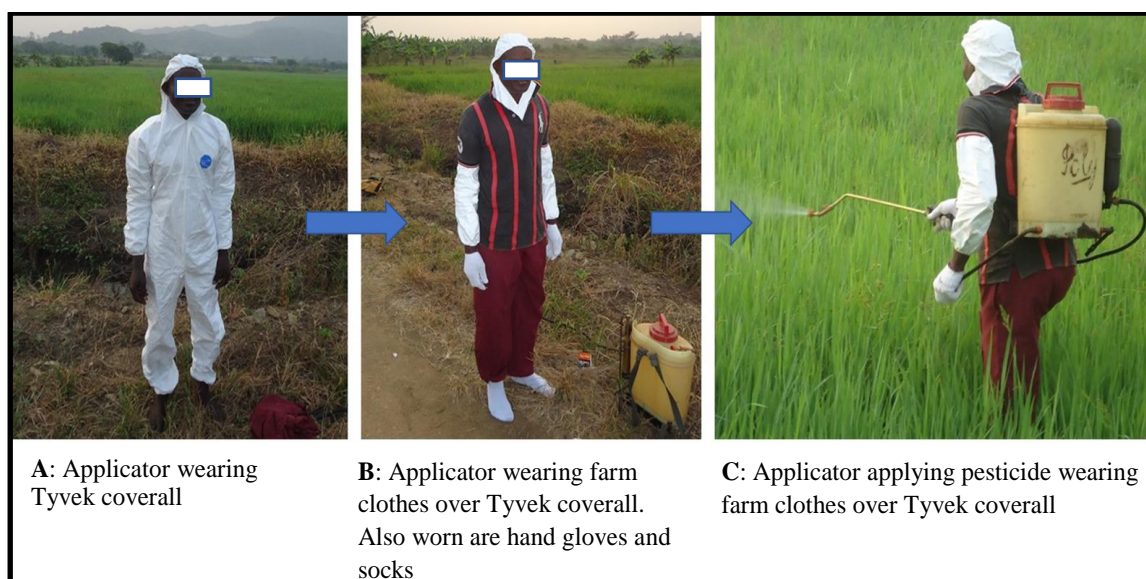 A: Applicator wearing
Tyvek coverall
B: Applicator wearing farm
clothes over Tyvek coverall.
Also worn are hand gloves and
socks
C: Applicator applying pesticide wearing
farm clothes over Tyvek coverall